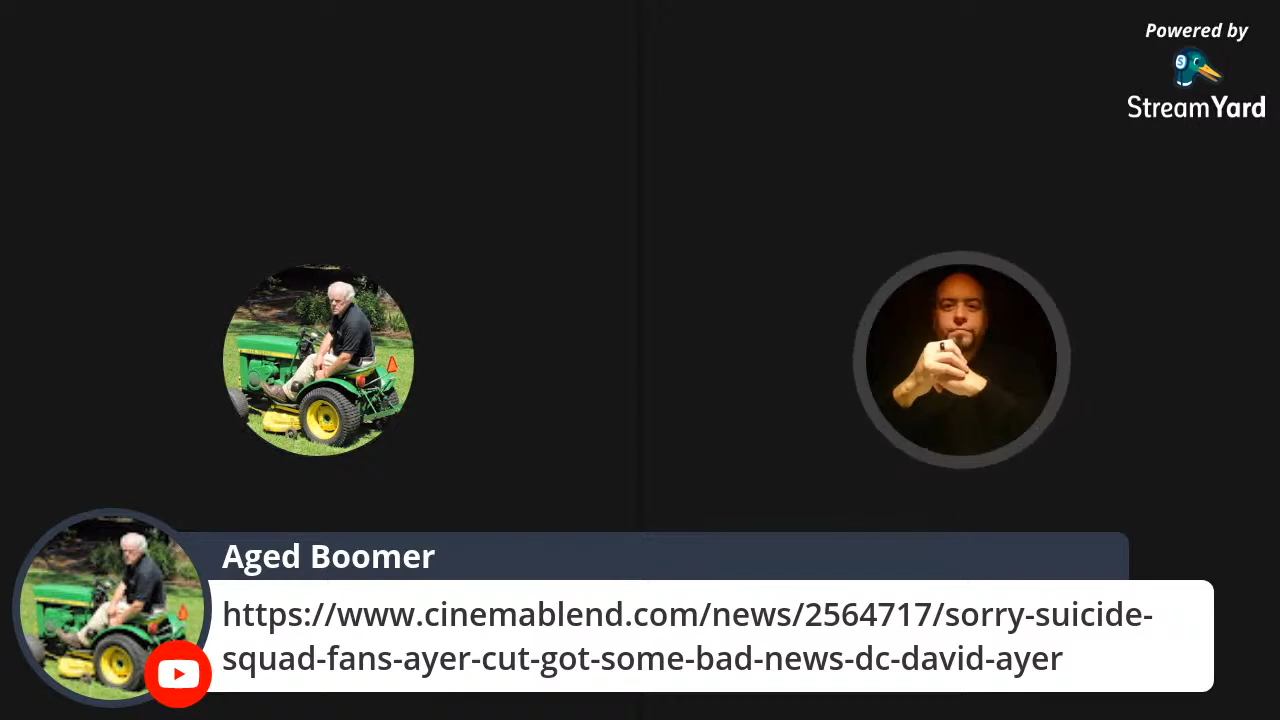 Powered by
StreamYard
Aged Boomer
https://www.cinemablend.com/news/2564717/sorry-suicide-
squad-fans-ayer-cut-got-some-bad-news-dc-david-ayer